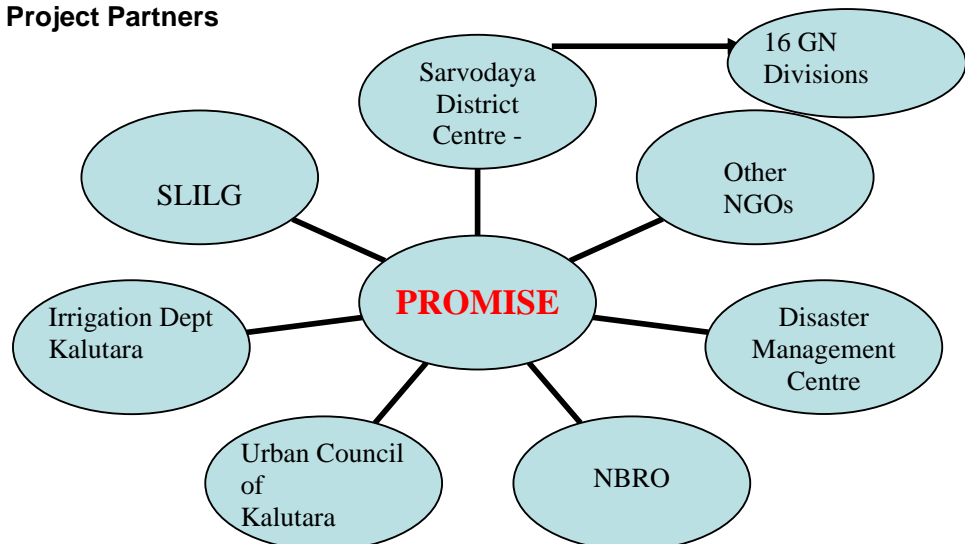 Project Partners
16 GN
Divisions
Sarvodaya
District
Centre -
Other
NGOs
SLILG
PROMISE
Irrigation Dept
Kalutara
Disaster
Management
Centre
Urban Council
of
Kalutara
NBRO